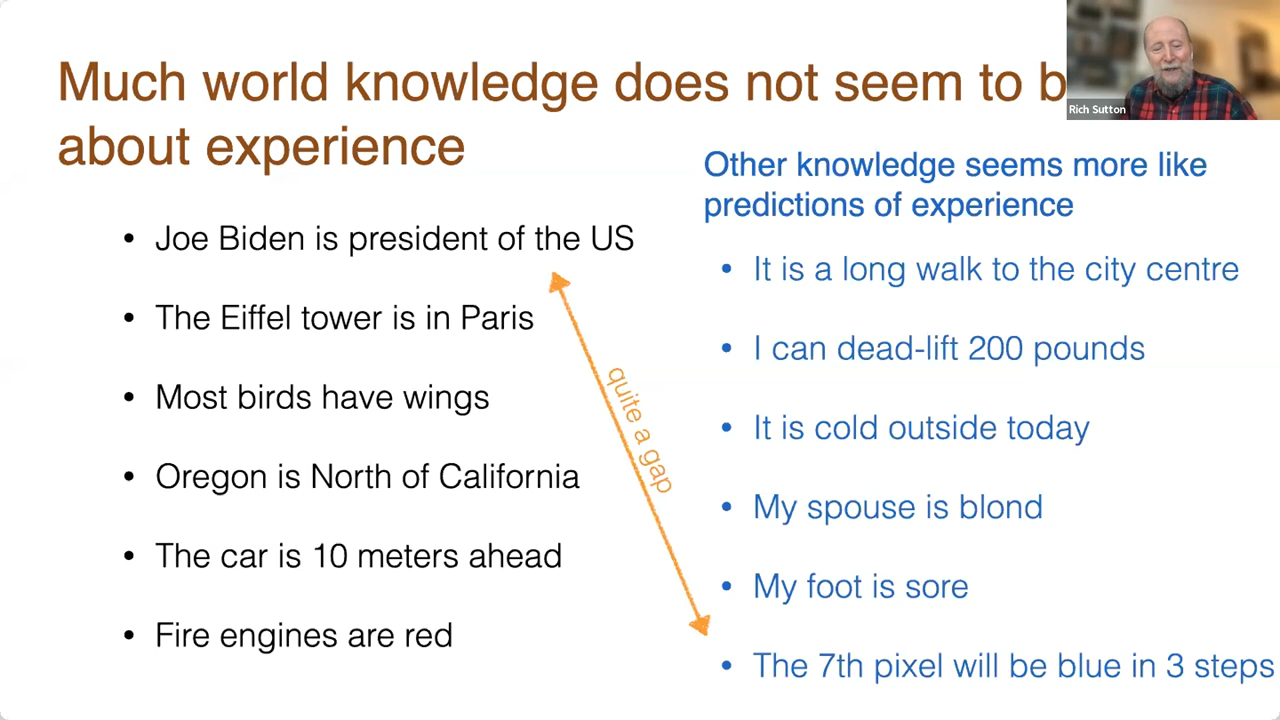 Much world knowledge does not seem to b
about experience
Rich Sutton
Other knowledge seems more like
predictions of experience
• Joe Biden is president of the US
• The Eiffel tower is in Paris
• Most birds have wings
• Oregon is North of California
• The car is 10 meters ahead
• Fire engines are red
quite a gap
• It is a long walk to the city centre
• I can dead-lift 200 pounds
• It is cold outside today
• My spouse is blond
• My foot is sore
• The 7th pixel will be blue in 3 steps